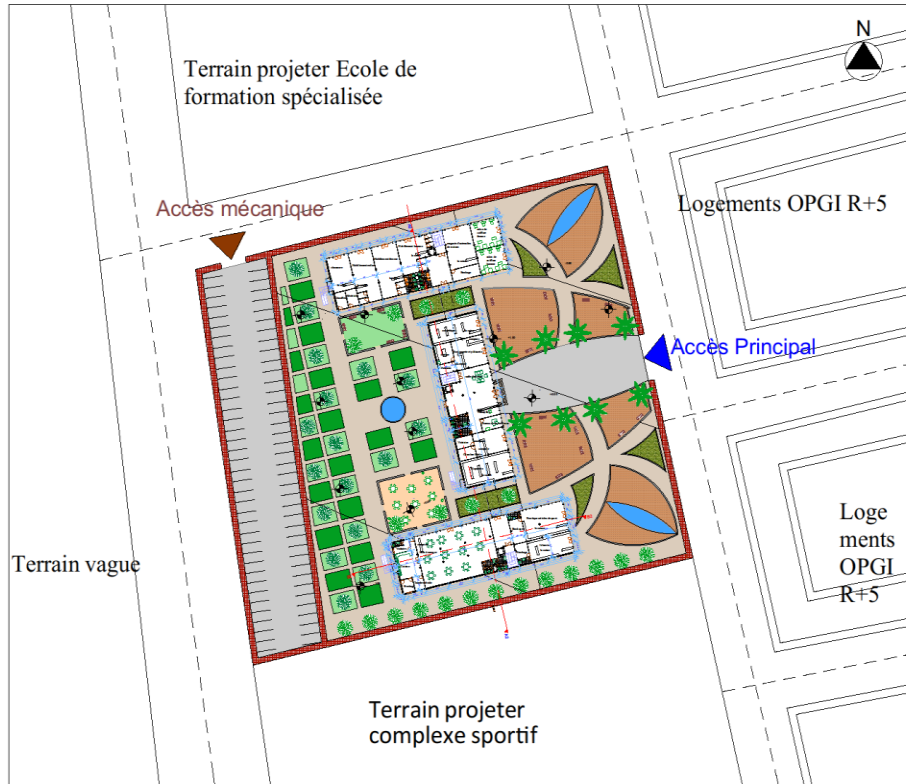 N
Terrain projeter Ecole de
formation spécialisée
Accès mécanique
Logements OPGI R+5
Accès Principal
Loge
ments
OPGI
R+5
Terrain vague
Terrain projeter
complexe sportif